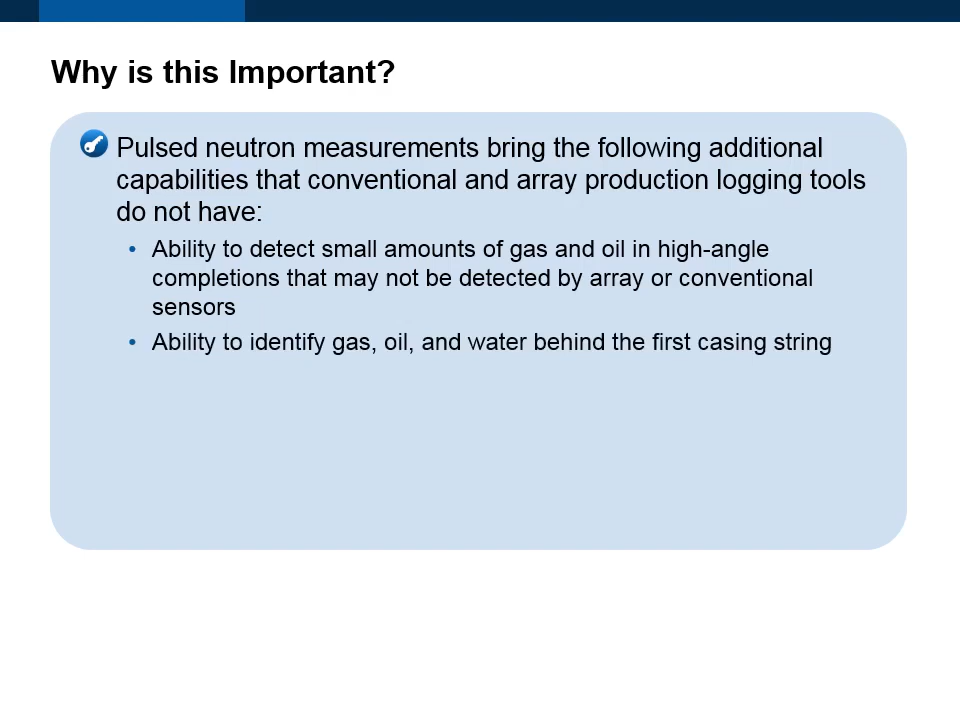 Why is this Important?
Pulsed neutron measurements bring the following additional
capabilities that conventional and array production logging tools
do not have:
• Ability to detect small amounts of gas and oil in high-angle
completions that may not be detected by array or conventional
sensors
• Ability to identify gas, oil, and water behind the first casing string